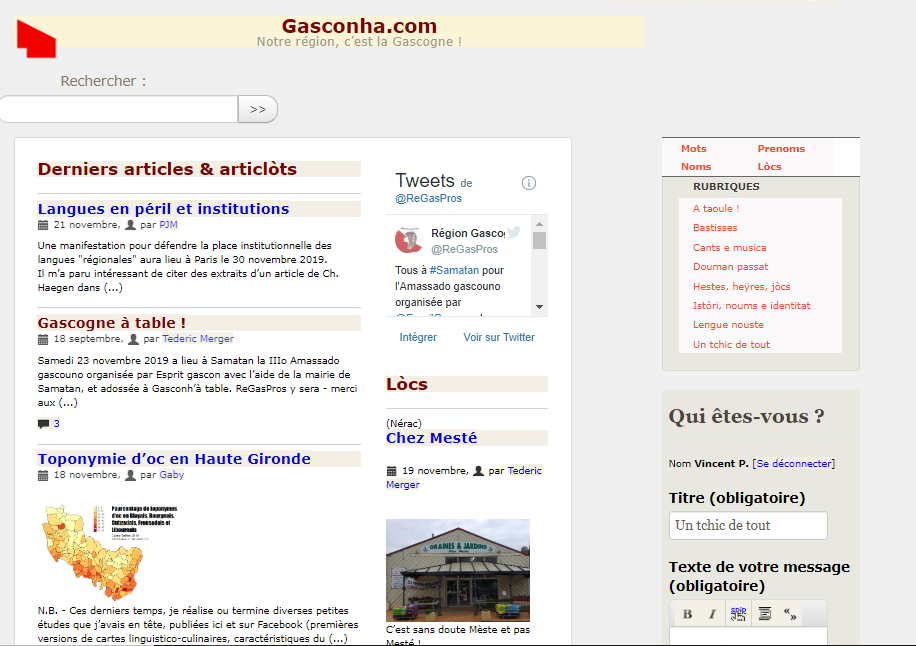 Gasconha.com
Notre région, c’est la Gascogne !
Rechercher :
>>
Derniers articles & articlòts
Langues en péril et institutions
21 novembre, par PJM
Une manifestation pour défendre la place institutionnelle des
langues "régionales" aura lieu à Paris le 30 novembre 2019.
Il m’a paru intéressant de citer des extraits d’un article de Ch.
Haegen dans (...)
Gascogne à table !
18 septembre, par Tederic Merger
Samedi 23 novembre 2019 a lieu à Samatan la IIIo Amassado
gascouno organisée par Esprit gascon avec l’aide de la mairie de
Samatan, et adossée à Gasconh’à table. ReGasPros y sera - merci
aux (...)
3
Toponymie d’oc en Haute Gironde
18 novembre, par Gaby
Pourcentage de toponymes
d'oc en Blayais, Bourgeais,
Cubzadais, Fronsadais et
Libournais
N.B. - Ces derniers temps, je réalise ou termine diverses petites
études que j’avais en tête, publiées ici et sur Facebook (premières
versions de cartes linguistico-culinaires, caractéristiques du (...)
Tweets de
@ReGasPros
Région Gascog
@ReGasPros
Tous à #Samatan pour
l'Amassado gascouno
organisée par
Intégrer Voir sur Twitter
Lòcs
(Nérac)
Chez Mesté
19 novembre, par Tederic
Merger
GRAINES & JARDINS
C’est sans doute Mèste et pas
Mesté !
Mots Prenoms
Noms Lòcs
RUBRIQUES
A taoule !
Bastisses
Cants e musica
Douman passat
Hestes, heÿres, jòcs
Istòri, noums e identitat
Lengue nouste
Un tchic de tout
Qui êtes-vous ?
Nom Vincent P. [Se déconnecter]
Titre (obligatoire)
Un tchic de tout
Texte de votre message
(obligatoire)
B I spip « »